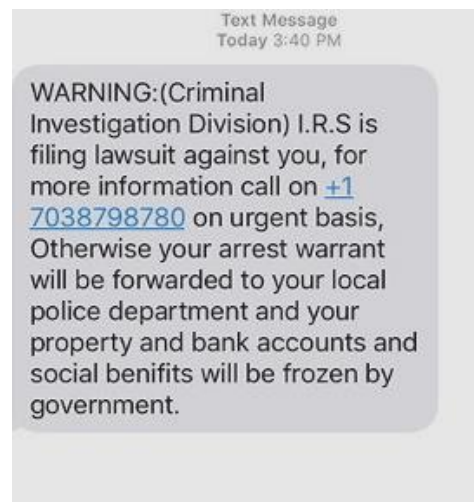 Text Message
Today 3:40 PM
WARNING:(Criminal
Investigation Division) I.R.S is
filing lawsuit against you, for
more information call on +1
7038798780 on urgent basis,
Otherwise your arrest warrant
will be forwarded to your local
police department and your
property and bank accounts and
social benifits will be frozen by
government.